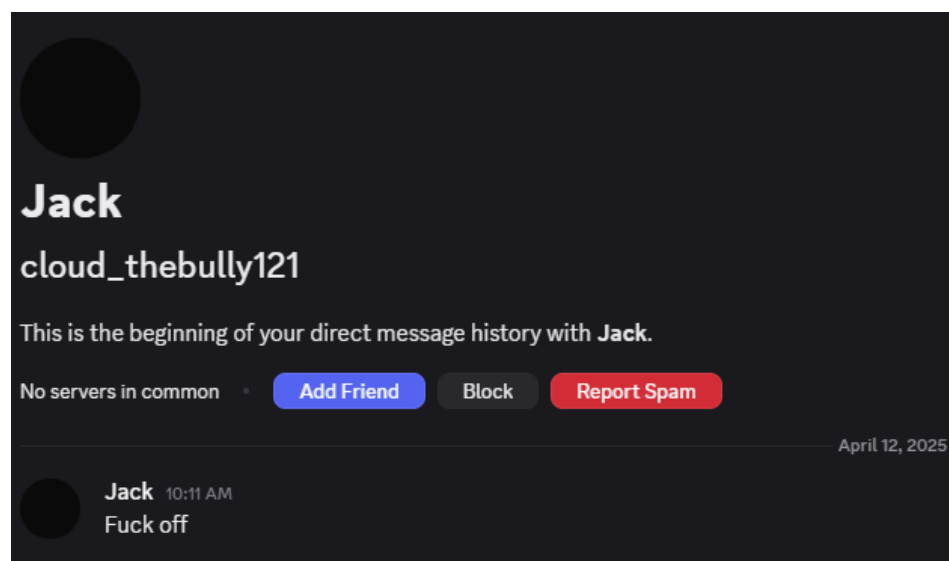 Jack
cloud_thebully121
This is the beginning of your direct message history with Jack.
No servers in common • Add Friend Block Report Spam
April 12, 2025
Jack 10:11 AM
Fuck off